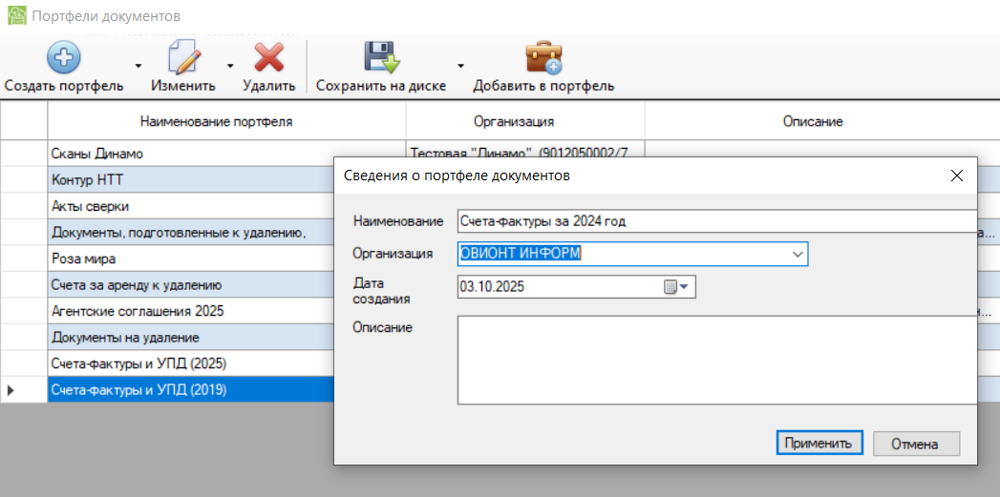 Портфели документов
Создать портфель Изменить Удалить Сохранить на диске Добавить в портфель
Наименование портфеля Организация Описание
Сканы Динамо Тестовая "Динамо" (9012050002/7
Сведения о портфеле документов
Контур НТТ
Акты сверки
Наименование Счета-фактуры за 2024 год
Документы, подготовленные к удалению, а...
Организация ОВИОНТ ИНФОРМ
Роза мира
Счета за аренду к удалению
Дата
создания
03.10.2025
Агентские соглашения 2025 н...
Описание
Документы на удаление
Счета-фактуры и УПД (2025)
Счета-фактуры и УПД (2019)
Применить Отмена